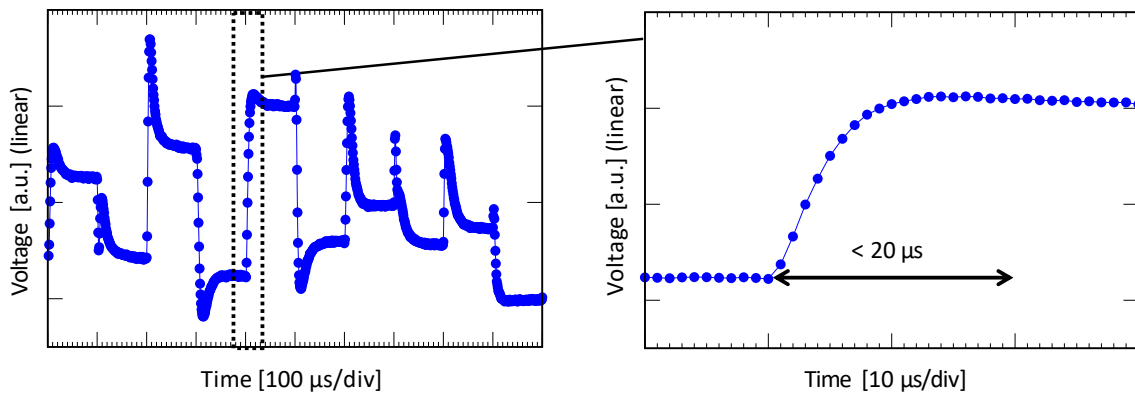 Voltage [a.u.] (linear)
Time [100 μs/div]
Voltage [a.u.] (linear)
< 20 μs
Time [10 μs/div]